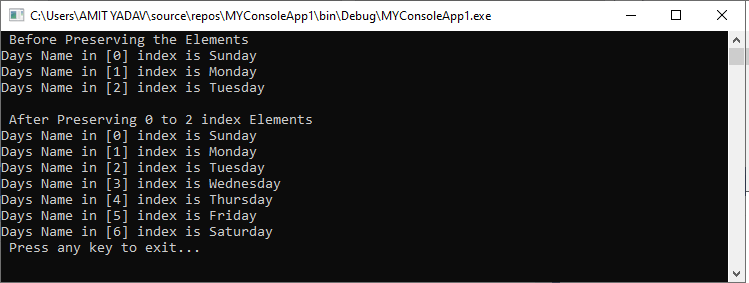 C:\Users\AMIT YADAV\source\repos\MYConsoleApp1\bin\Debug\MYConsoleApp1.exe
Before Preserving the Elements
Days Name in [0] index is Sunday
Days Name in [1] index is Monday
Days Name in [2] index is Tuesday
After Preserving 0 to 2 index Elements
Days Name in [0] index is Sunday
Days Name in [1] index is Monday
Days Name in [2] index is Tuesday
Days Name in [3] index is Wednesday
Days Name in [4] index is Thursday
Days Name in [5] index is Friday
Days Name in [6] index is Saturday
Press any key to exit...